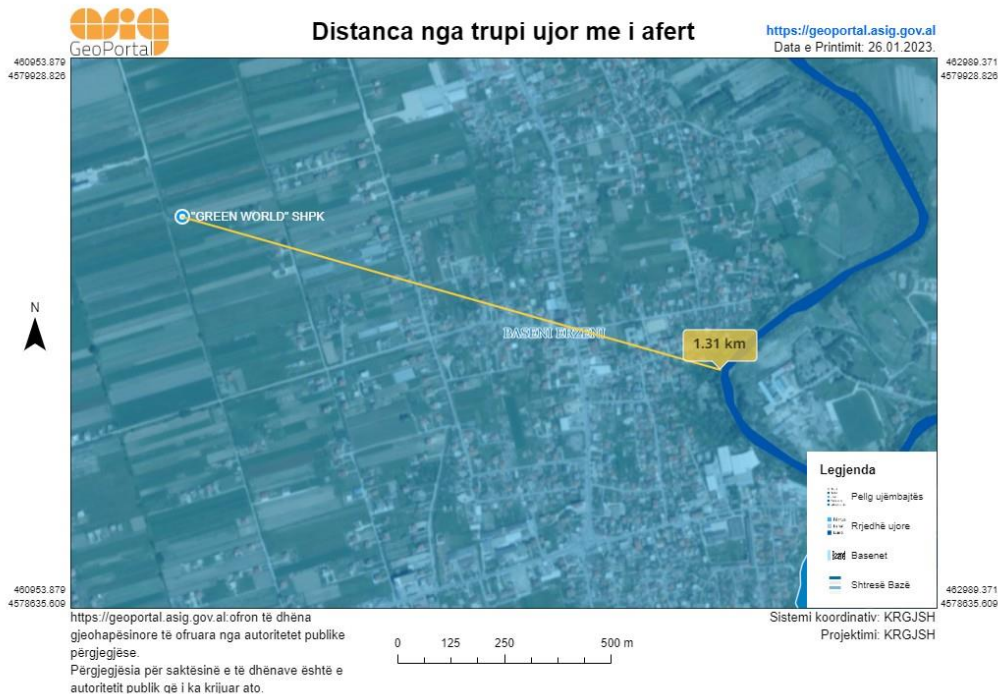 asig
GeoPortal
Distanca nga trupi ujor me i afert
https://geoportal.asig.gov.al
Data e Printimit: 26.01.2023.
460953.879
4579928.826
462989.371
4579928.826
"GREEN WORLD" SHPK
BASENI ERZENI
1.31 km
N
Legjenda
Pellg ujëmbajtës
Rrjedhë ujore
Basenet
Shtresë Bazë
460953.879
4578635.609
462989.371
4578635.609
https://geoportal.asig.gov.al:ofron të dhëna
gjeohapësinore të ofruara nga autoritetet publike
përgjegjëse.
Përgjegjësia për saktësinë e të dhënave është e
autoritetit publik që i ka krijuar ato.
0 125 250 500 m
Sistemi koordinativ: KRGJSH
Projektimi: KRGJSH